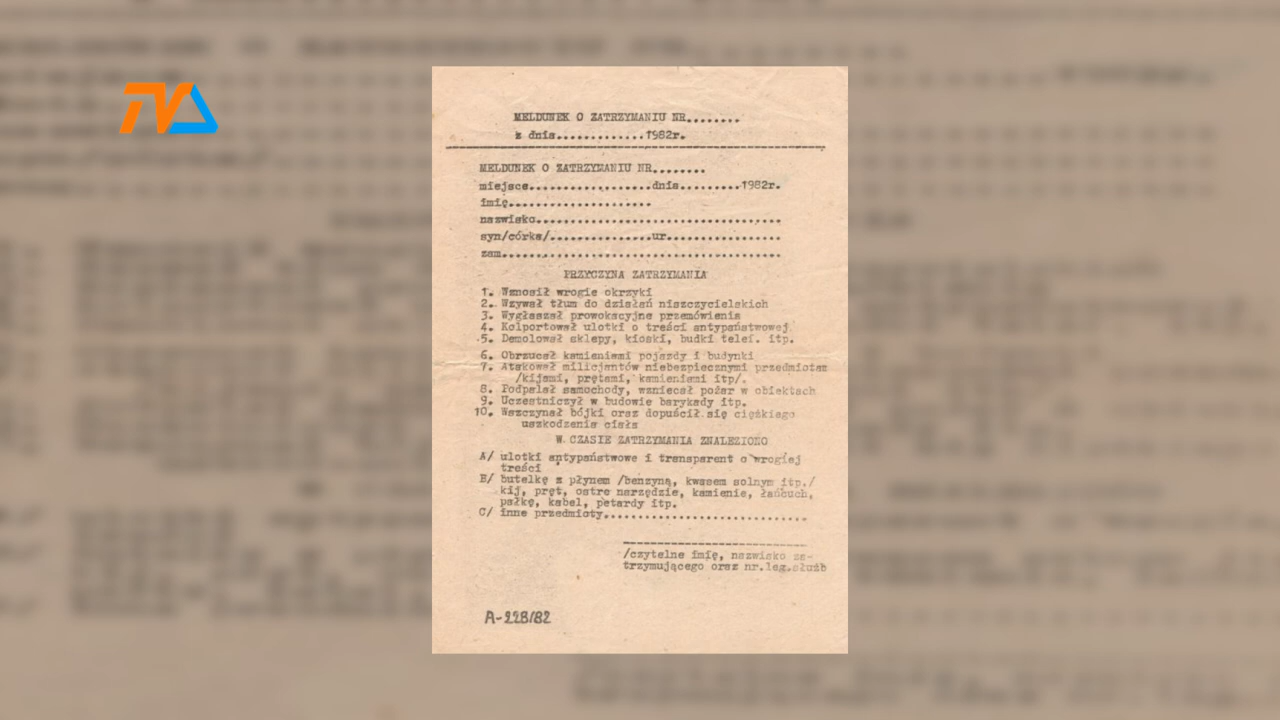 TVA
MELDUNEK O ZATRZYMANIU NR........
z dnia.............1982r.
MELDUNEK O ZATRZYMANIU NR........
miejsce..................dnia.........1982r.
imię.....................
nazwisko....................................
syn/córka/...............ur.................
zam.........................................
PRZYCZYNA ZATRZYMANIA
1. Wznosił wrogie okrzyki
2. Wzywał tłum do działań niszczycielskich
3. Wygłaszał prowokacyjne przemówienia
4. Kolportował ulotki o treści antypaństwowej
5. Demolował sklepy, kioski, budki telef. itp.
6. Obrzucał kamieniami pojazdy i budynki
7. Atakował milicjantów niebezpiecznymi przedmiotam
/kijami, prętami, kamieniami itp/.
8. Podpalał samochody, wzniecał pożar w obiektach
9. Uczestniczył w budowie barykady itp.
10. Wszczynał bójki oraz dopuścił się ciężkiego
uszkodzenia ciała
W CZASIE ZATRZYMANIA ZNALEZIONO
A/ ulotki antypaństwowe i transparent o wrogiej
treści
B/ butelkę z płynem /benzyną, kwasem solnym itp./
kij, pręt, ostre narzędzie, kamienie, łańcuch,
pałkę, kabel, petardy itp.
C/ inne przedmioty.............................
/czytelne imię, nazwisko za-
trzymującego oraz nr.leg.służb
A-228/82